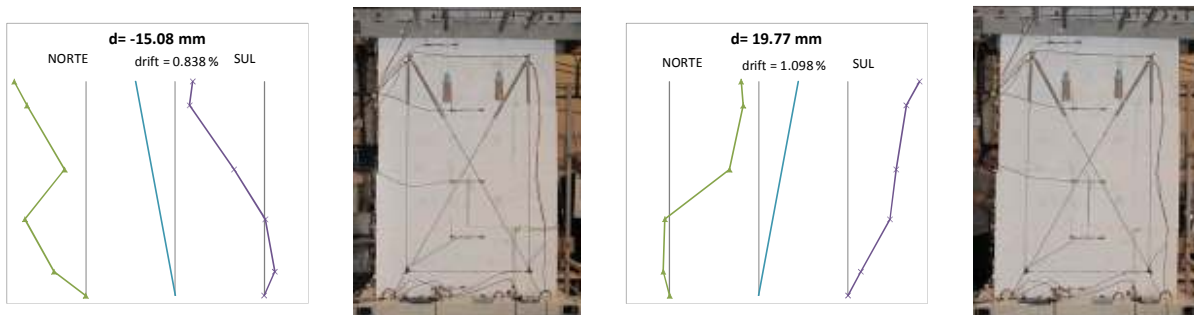 d= -15.08 mm
NORTE
drift = 0.838 %
SUL
d= 19.77 mm
NORTE
drift = 1.098 %
SUL